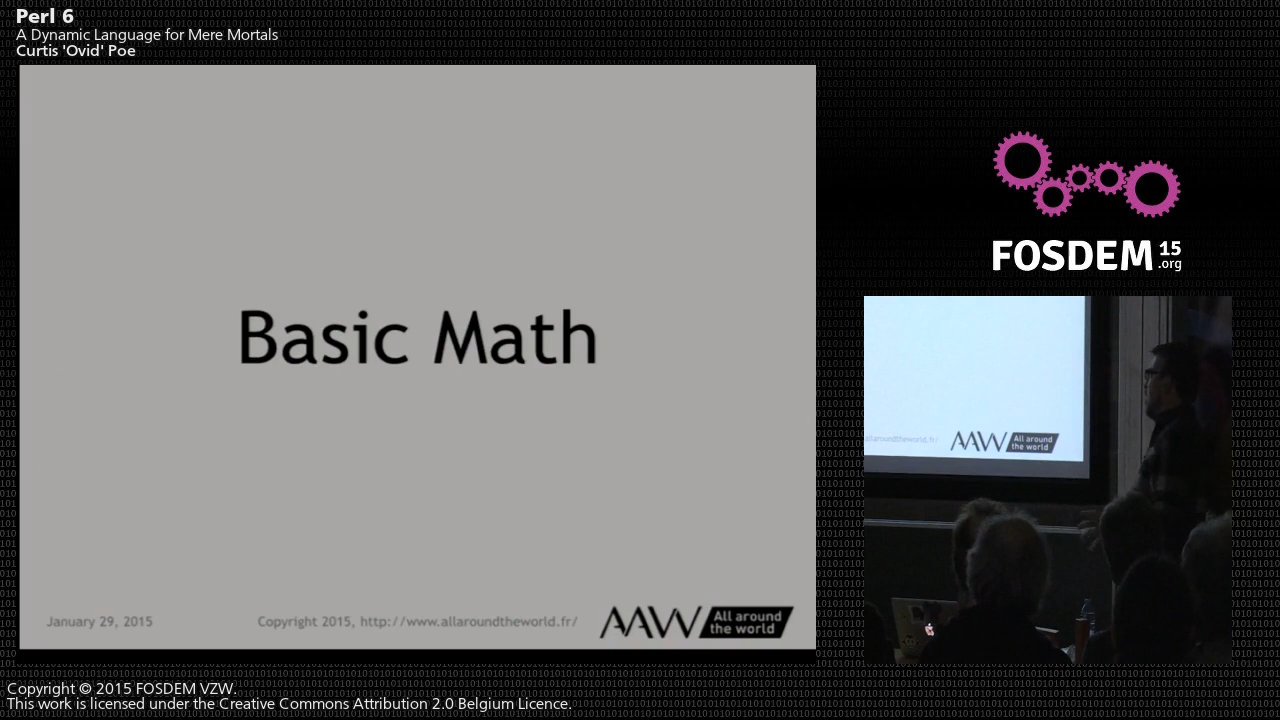 Perl 6
A Dynamic Language for Mere Mortals
Curtis 'Ovid' Poe
Basic Math
January 29, 2015
Copyright 2015, http://www.allaroundtheworld.fr/
AAW All around
the world
FOSDEM 15
.org
allaroundtheworld.fr/
AAW All around
the world
Copyright © 2015 FOSDEM VZW.
This work is licensed under the Creative Commons Attribution 2.0 Belgium Licence.